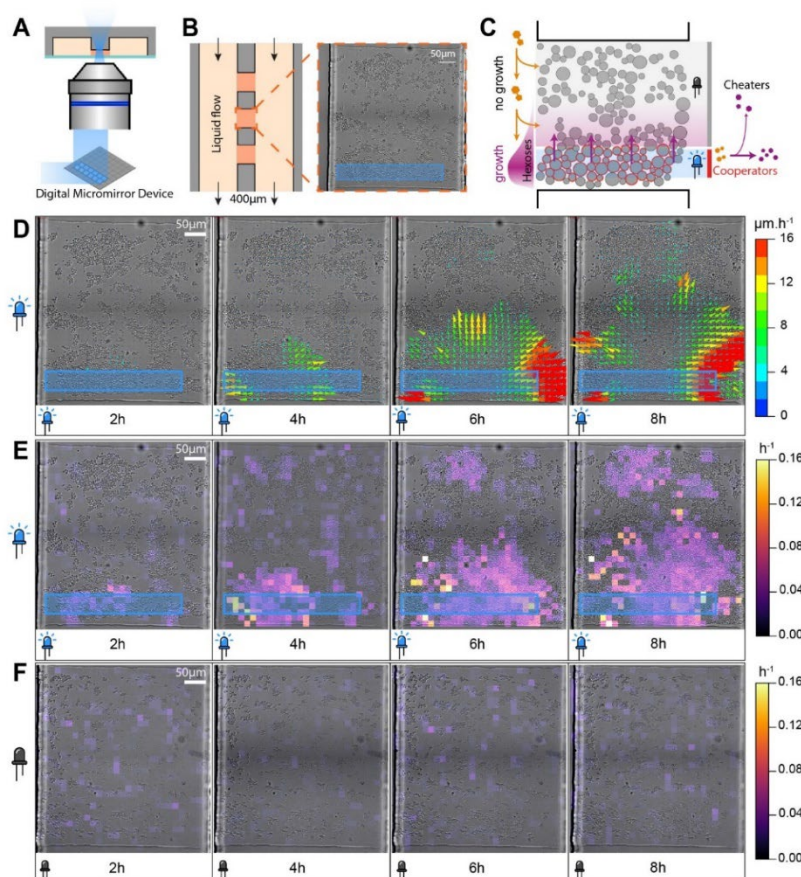 A
Digital Micromirror Device
B
Liquid flow
400µm
50µm
C
no growth
growth
Hexoses
Cheaters
Cooperators
D
50µm
2h
4h
6h
8h
µm.h⁻¹
16
12
8
4
0
E
50µm
2h
4h
6h
8h
h⁻¹
0.16
0.12
0.08
0.04
0.00
F
50µm
2h
4h
6h
8h
h⁻¹
0.16
0.12
0.08
0.04
0.00